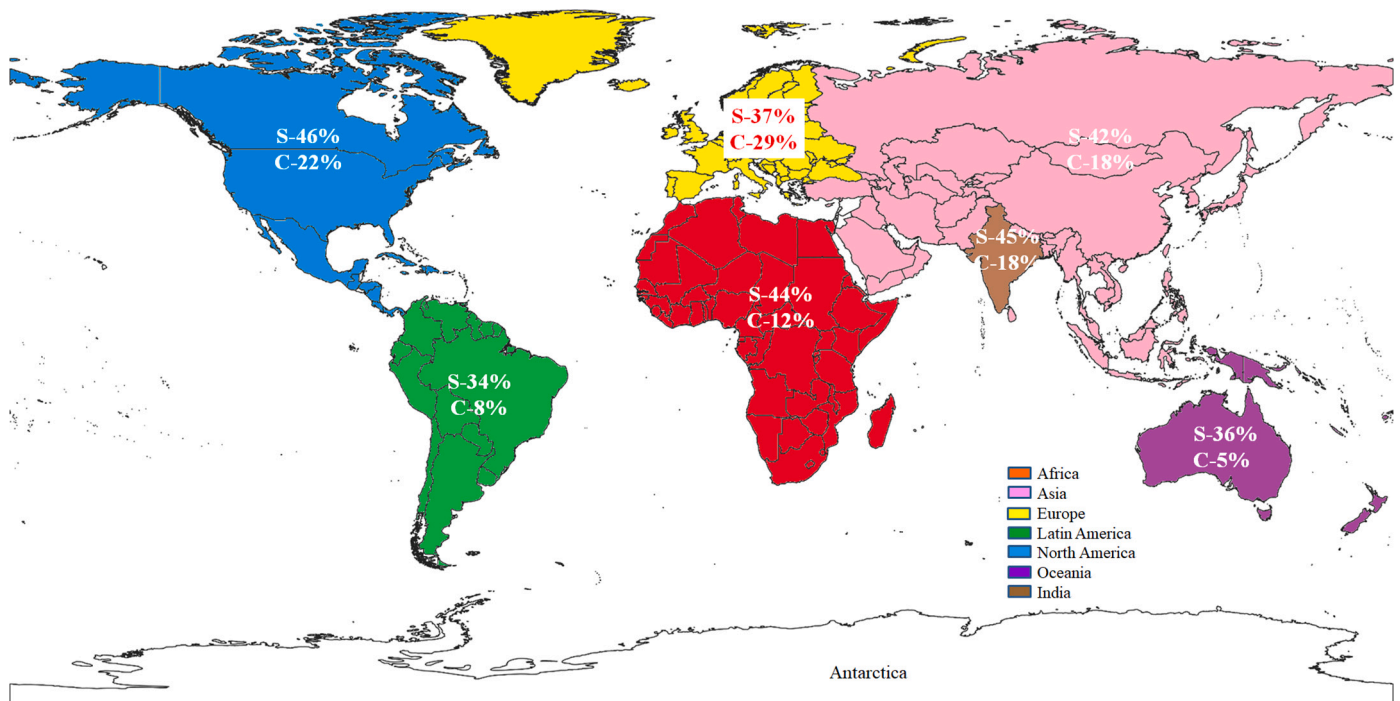 S-46%
C-22%
S-37%
C-29%
S-42%
C-18%
S-45%
C-18%
S-44%
C-12%
S-34%
C-8%
S-36%
C-5%
Africa
Asia
Europe
Latin America
North America
Oceania
India
Antarctica